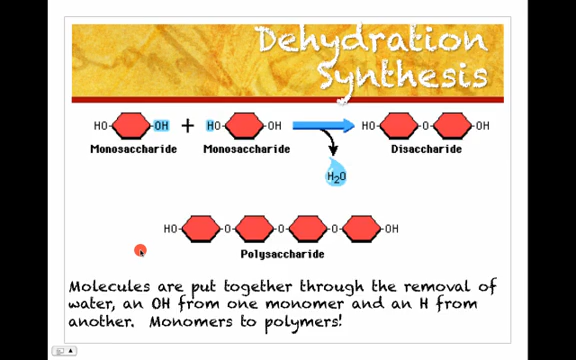 Dehydration
Synthesis
HO OH + HO OH HO O OH
Monosaccharide Monosaccharide Disaccharide
H2O
HO O O O OH
Polysaccharide
Molecules are put together through the removal of
water, an OH from one monomer and an H from
another. Monomers to polymers!